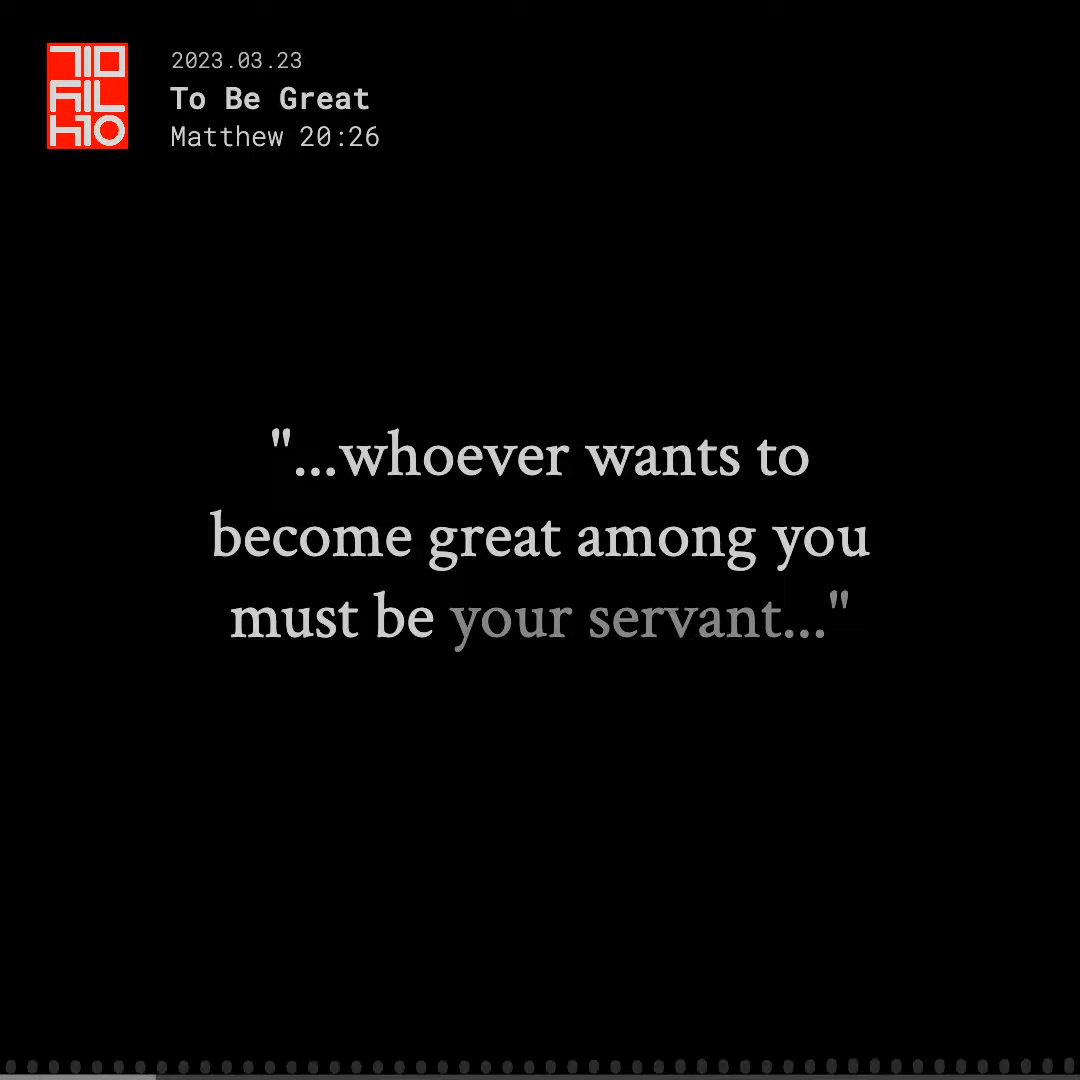 2023.03.23
To Be Great
Matthew 20:26
"...whoever wants to
become great among you
must be your servant..."